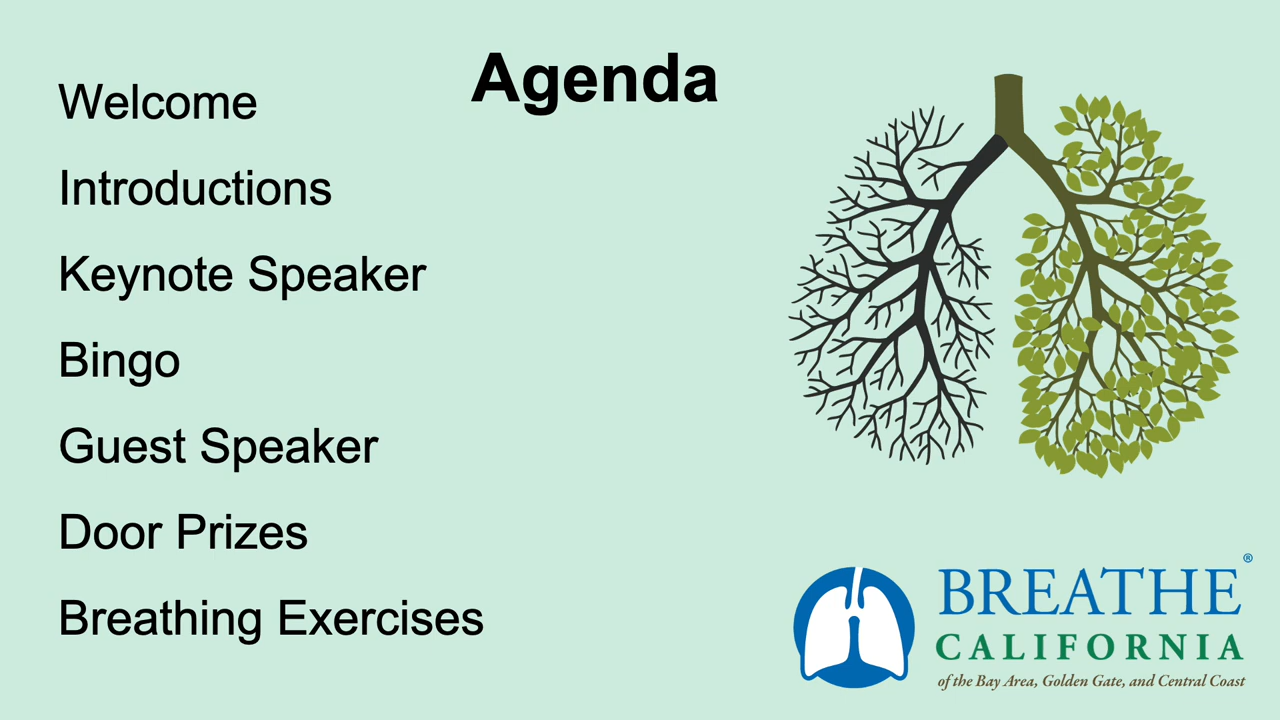 Agenda
Welcome
Introductions
Keynote Speaker
Bingo
Guest Speaker
Door Prizes
Breathing Exercises
BREATHE®
CALIFORNIA
of the Bay Area, Golden Gate, and Central Coast